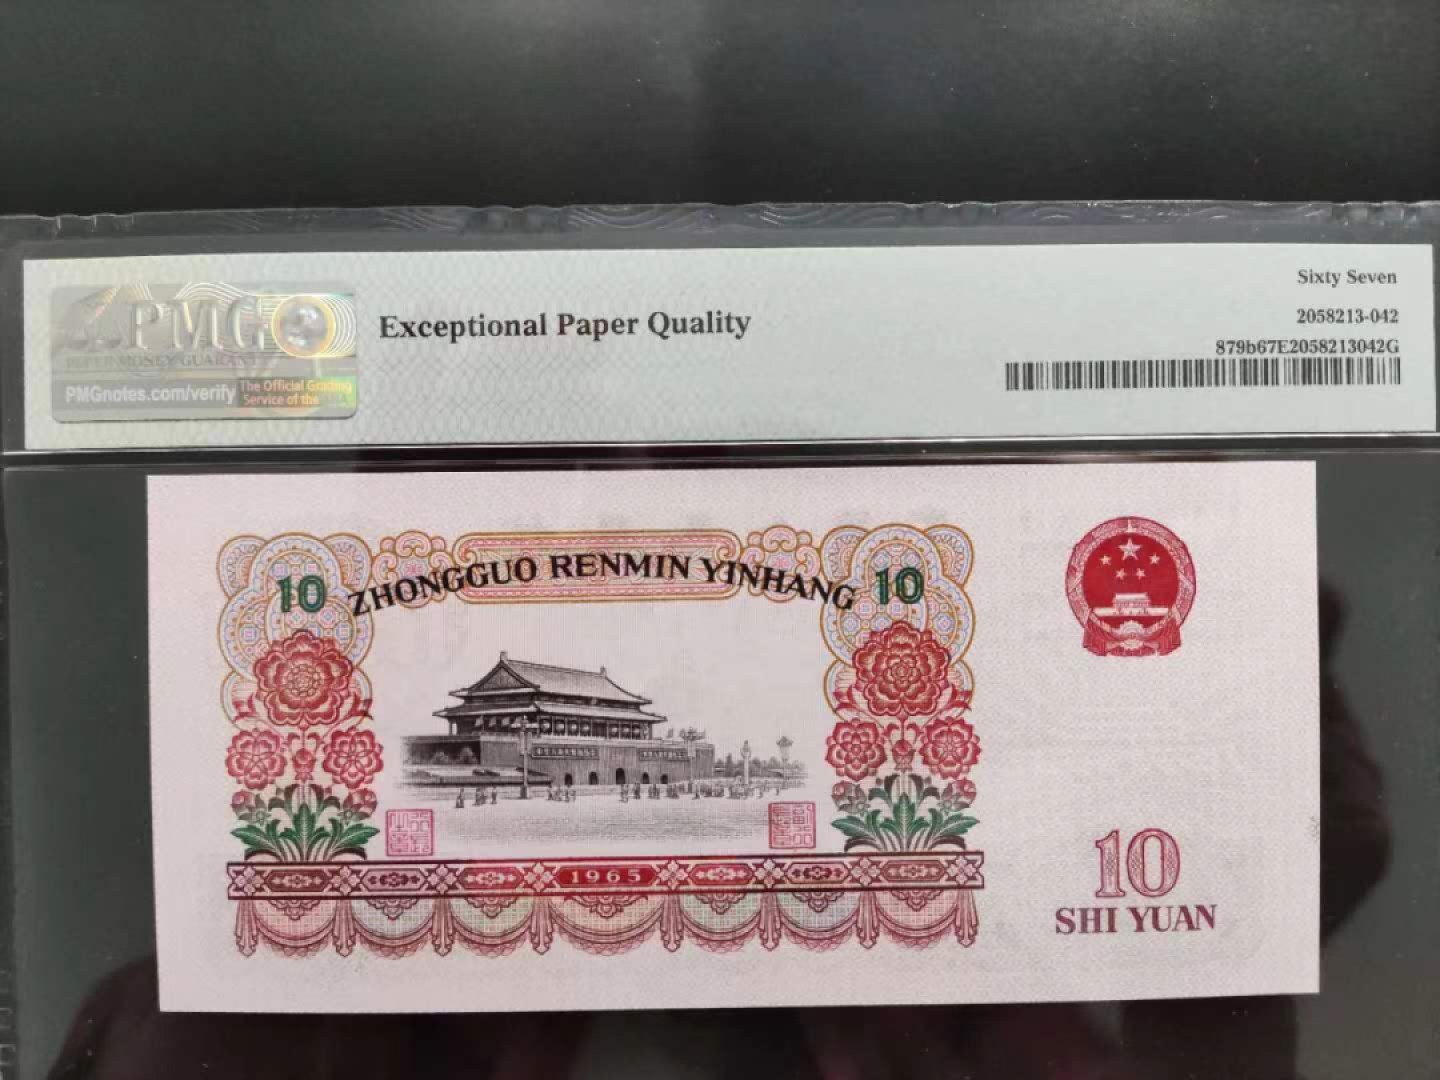 PMG
PAPER MONEY GUARANTY
PMGnotes.com/verify
The Official Grading
Service of the
Exceptional Paper Quality
Sixty Seven
2058213-042
879b67E2058213042G
10 ZHONGGUO RENMIN YINHANG 10
1965
10
SHI YUAN